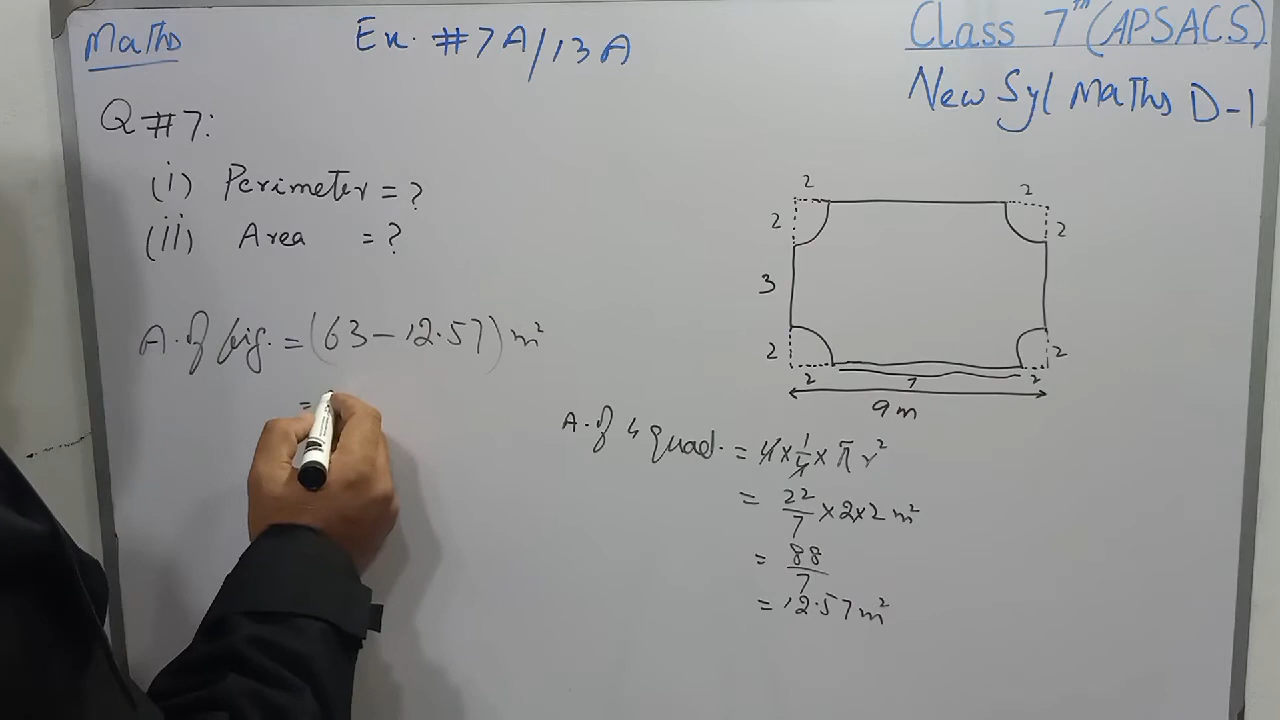 Maths
Ex. #7A/13A
Class 7th (APSACS)
New Syl Maths D-1
Q#7:
(i) Perimeter = ?
(ii) Area = ?
A. of fig. = (63 - 12.57) m²
=
2
2
2
2
3
2
2
2
7
2
9m
A. of 4 quad. = 4 × 1/4 × π r²
= 22/7 × 2 × 2 m²
= 88/7
= 12.57 m²